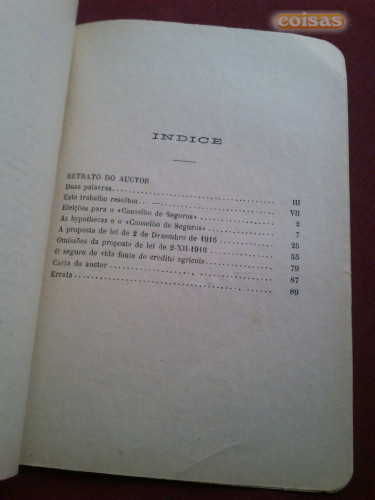 coisas
INDICE
RETRATO DO AUCTOR
Duas palavras III
Este trabalho resultou VII
Eleições para o «Conselho de Seguros» 2
As hypothecas e o «Conselho de Seguros» 7
A proposta de lei de 2 de Dezembro de 1916 25
Omissões da proposta de lei de 2-XII-1916 55
O seguro de vida fonte do credito agricola 79
Carta do auctor 87
Errata 89